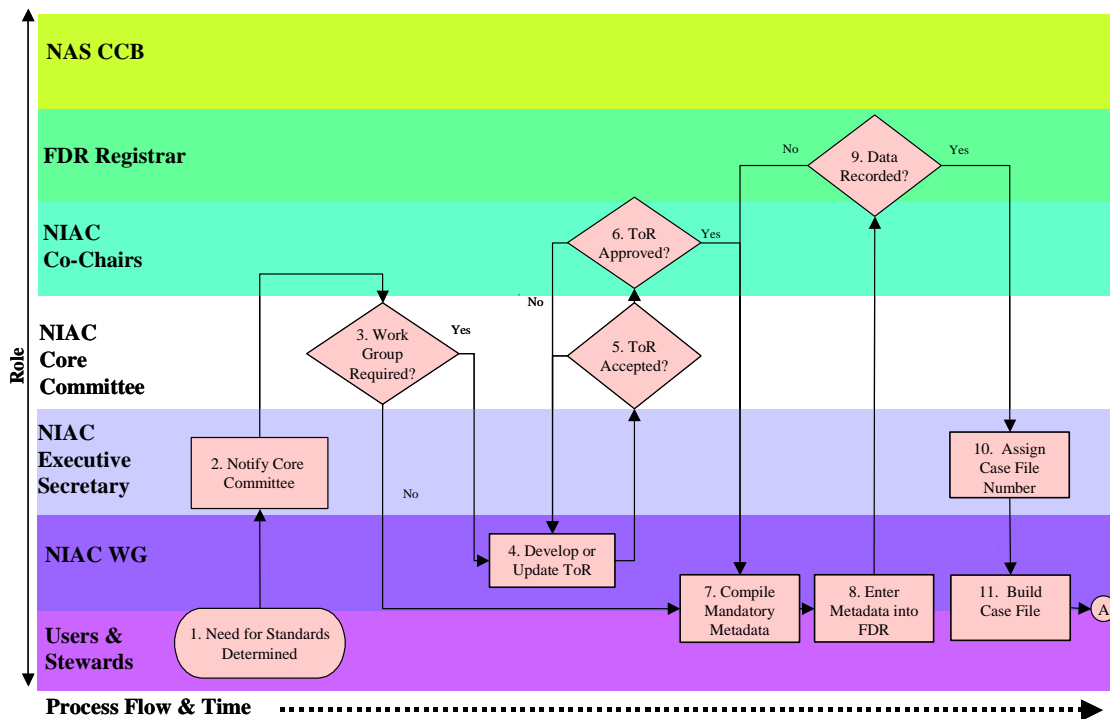 NAS CCB
FDR Registrar
No
9. Data
Recorded?
Yes
NIAC
Co-Chairs
6. ToR
Approved?
Yes
No
NIAC
Core
Committee
3. Work
Group
Required?
Yes
5. ToR
Accepted?
Role
NIAC
Executive
Secretary
2. Notify Core
Committee
No
10. Assign
Case File
Number
NIAC WG
4. Develop or
Update ToR
7. Compile
Mandatory
Metadata
8. Enter
Metadata into
FDR
11. Build
Case File
A
Users &
Stewards
1. Need for Standards
Determined
Process Flow & Time